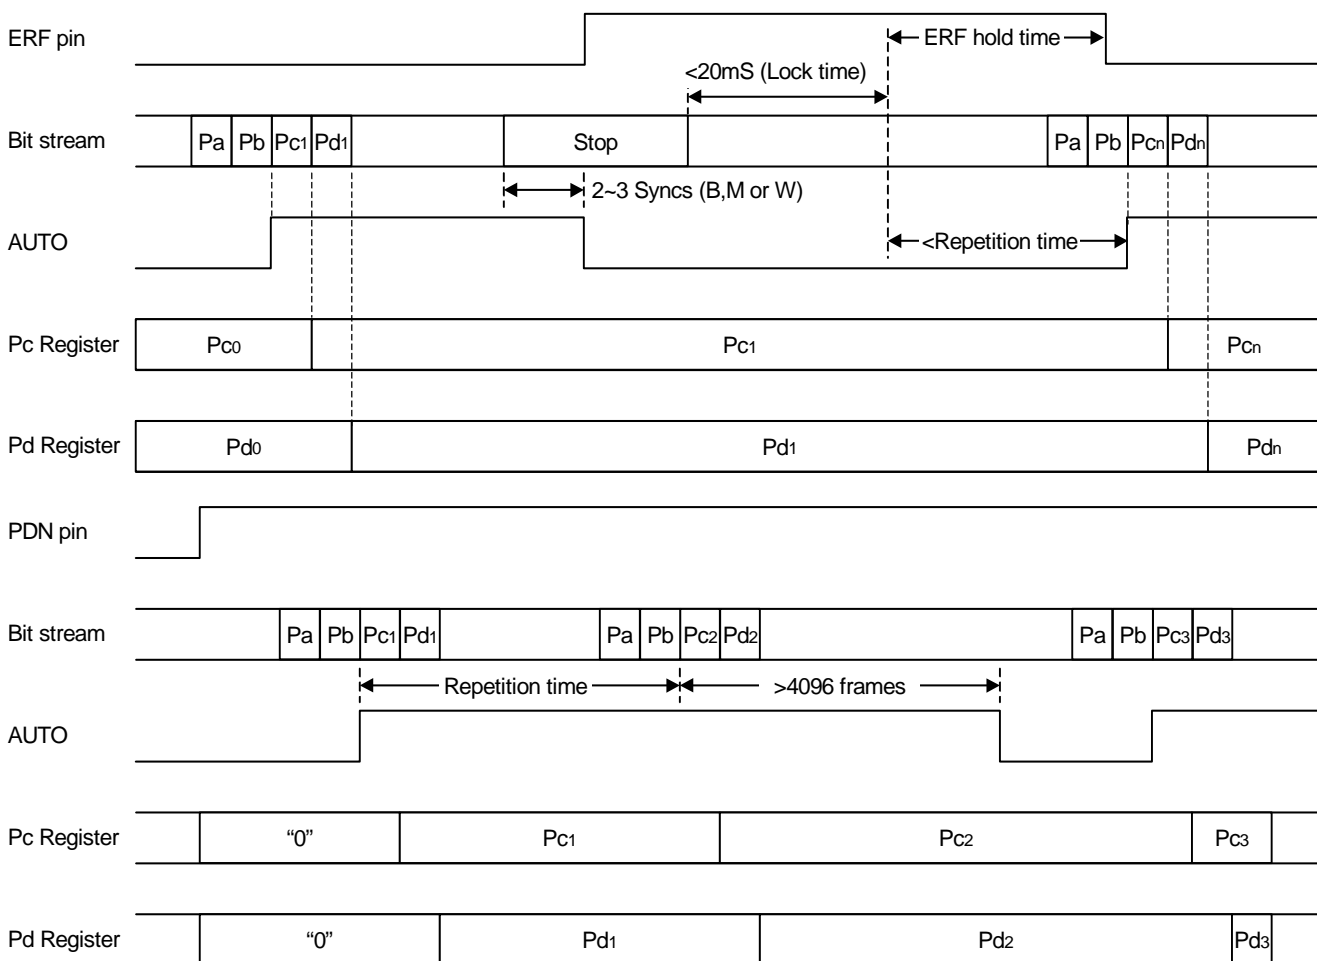 ERF pin
ERF hold time
<20mS (Lock time)
Bit stream Pa Pb Pc1 Pd1 Stop Pa Pb Pcn Pdn
2~3 Syncs (B,M or W)
AUTO <Repetition time
Pc Register Pc0 Pc1 Pcn
Pd Register Pd0 Pd1 Pdn
PDN pin
Bit stream Pa Pb Pc1 Pd1 Pa Pb Pc2 Pd2 Pa Pb Pc3 Pd3
Repetition time >4096 frames
AUTO
Pc Register “0” Pc1 Pc2 Pc3
Pd Register “0” Pd1 Pd2 Pd3